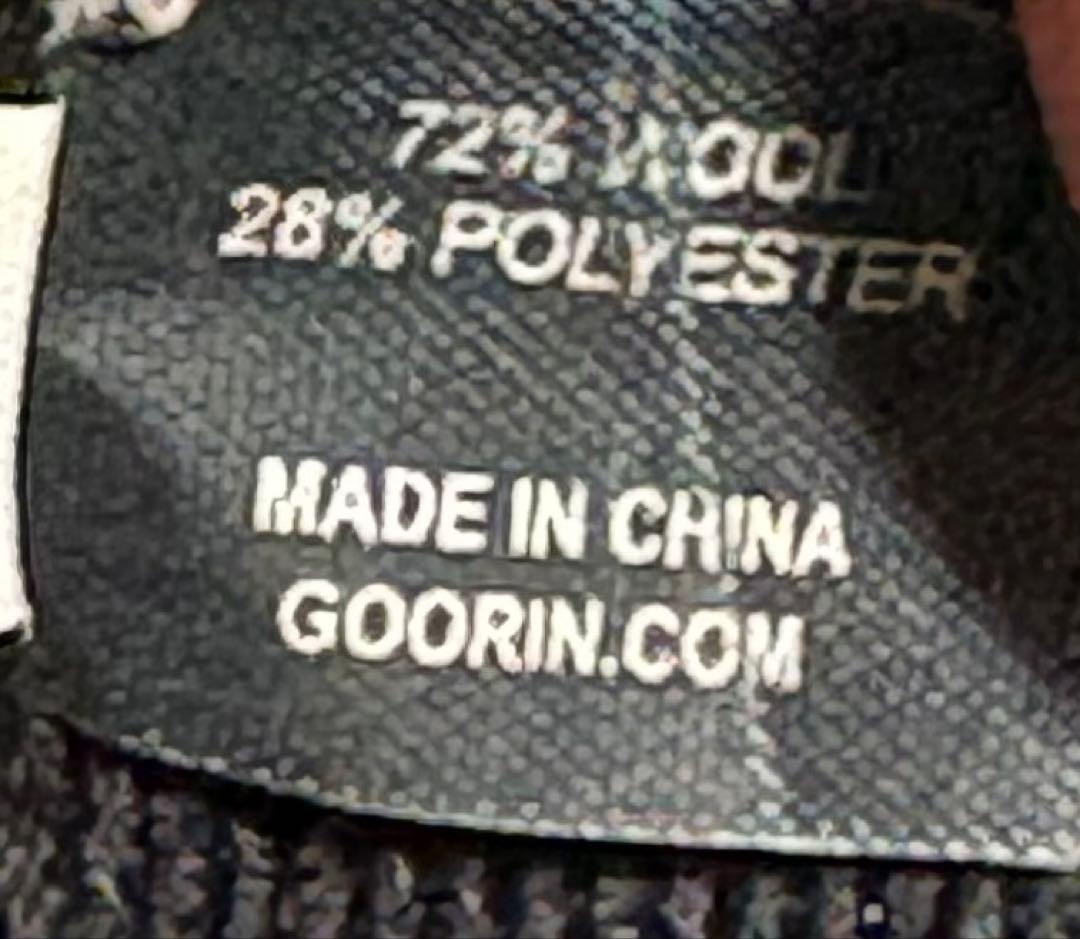 72% WOOL
28% POLYESTER
MADE IN CHINA
GOORIN.COM